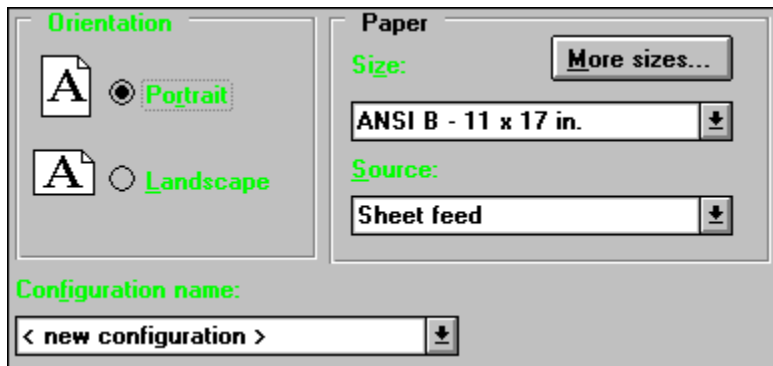 Orientation
A
Portrait
A
Landscape
Paper
Size:
More sizes...
ANSI B - 11 x 17 in.
Source:
Sheet feed
Configuration name:
< new configuration >